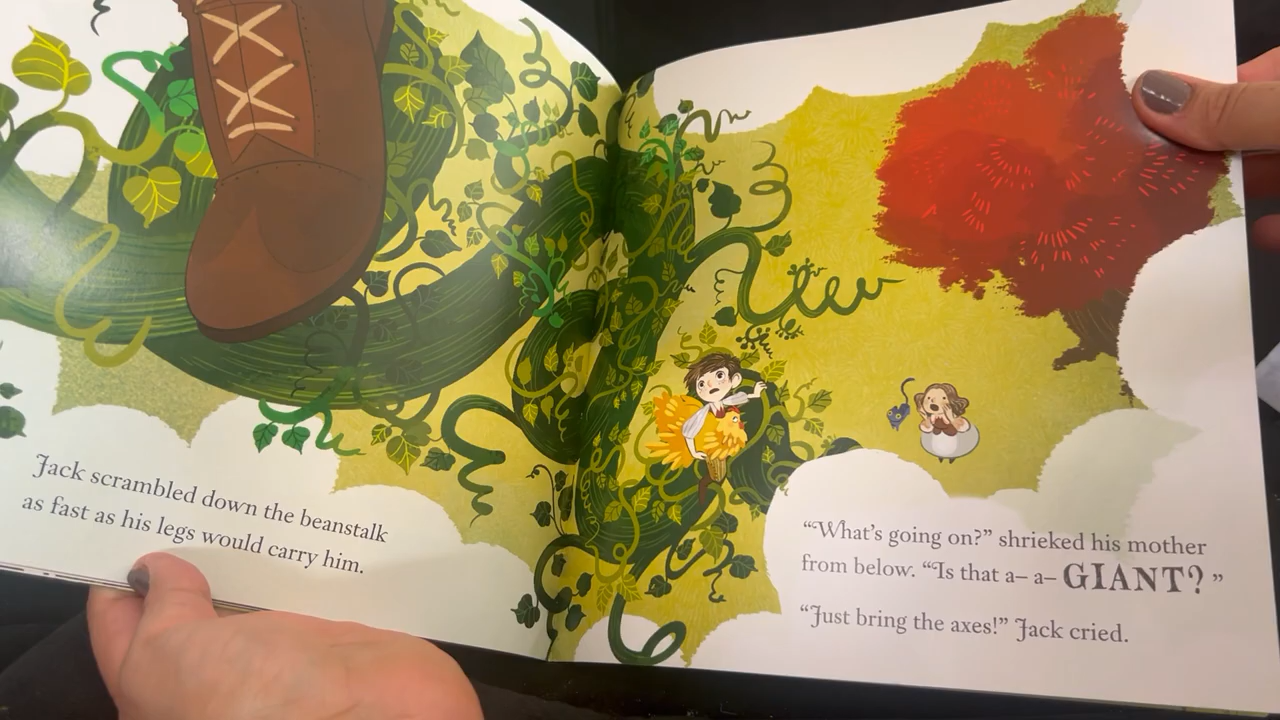 Jack scrambled down the beanstalk
as fast as his legs would carry him.
“What’s going on?” shrieked his mother
from below. “Is that a– a– GIANT?”
“Just bring the axes!” Jack cried.